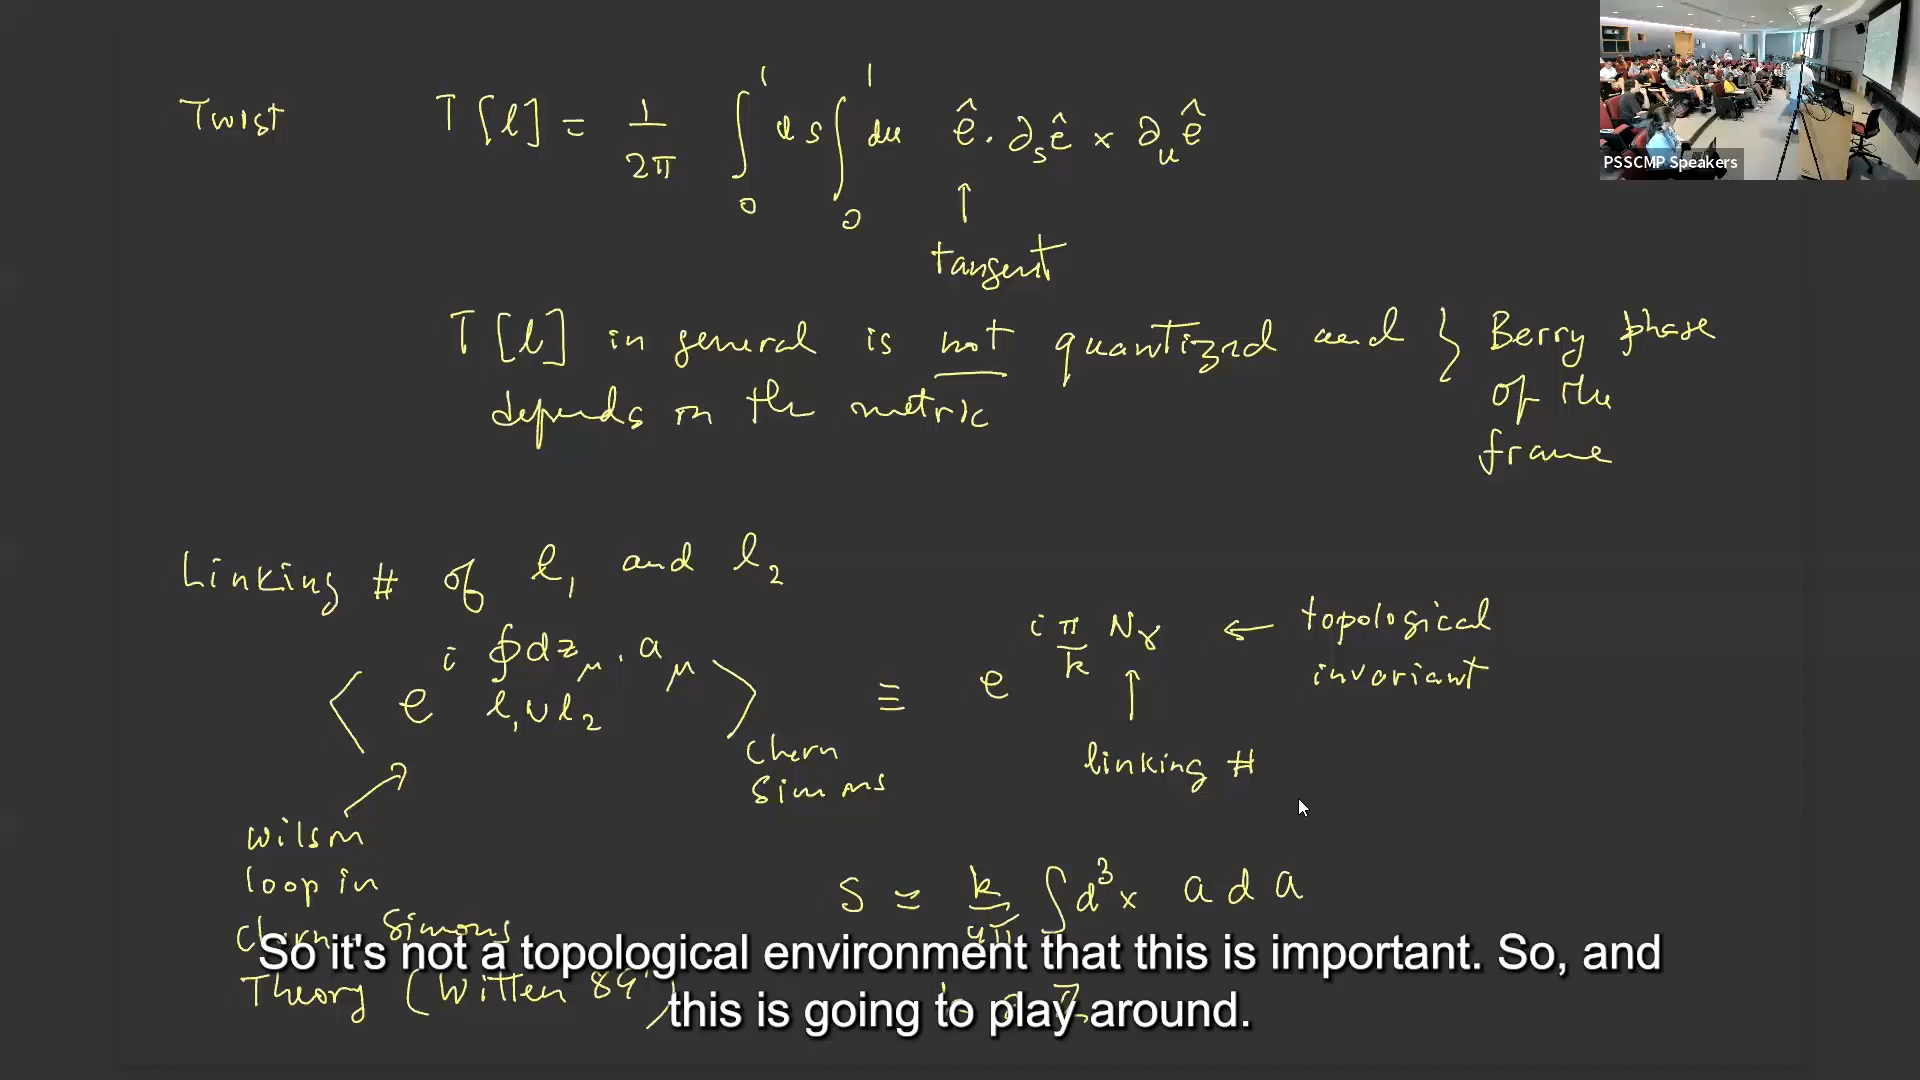 Twist T[l] = 1/2π ∫₀¹ ds ∫₀¹ du ê · ∂ₛê × ∂ᵤê
↑
tangent
PSSCMP Speakers
T[l] in general is not quantized and } Berry phase
depends on the metric of the
frame
Linking # of l₁ and l₂
⟨ e^{i ∮_{l₁∪l₂} dz_μ · a_μ} ⟩ Chern Simons ≡ e^{i π/k N_γ} ← topological
invariant
↑
linking #
Wilson
loop in
Chern Simons
Theory (Witten 89')
S = k/4π ∫d³x a d a
So it's not a topological environment that this is important. So, and
this is going to play around.